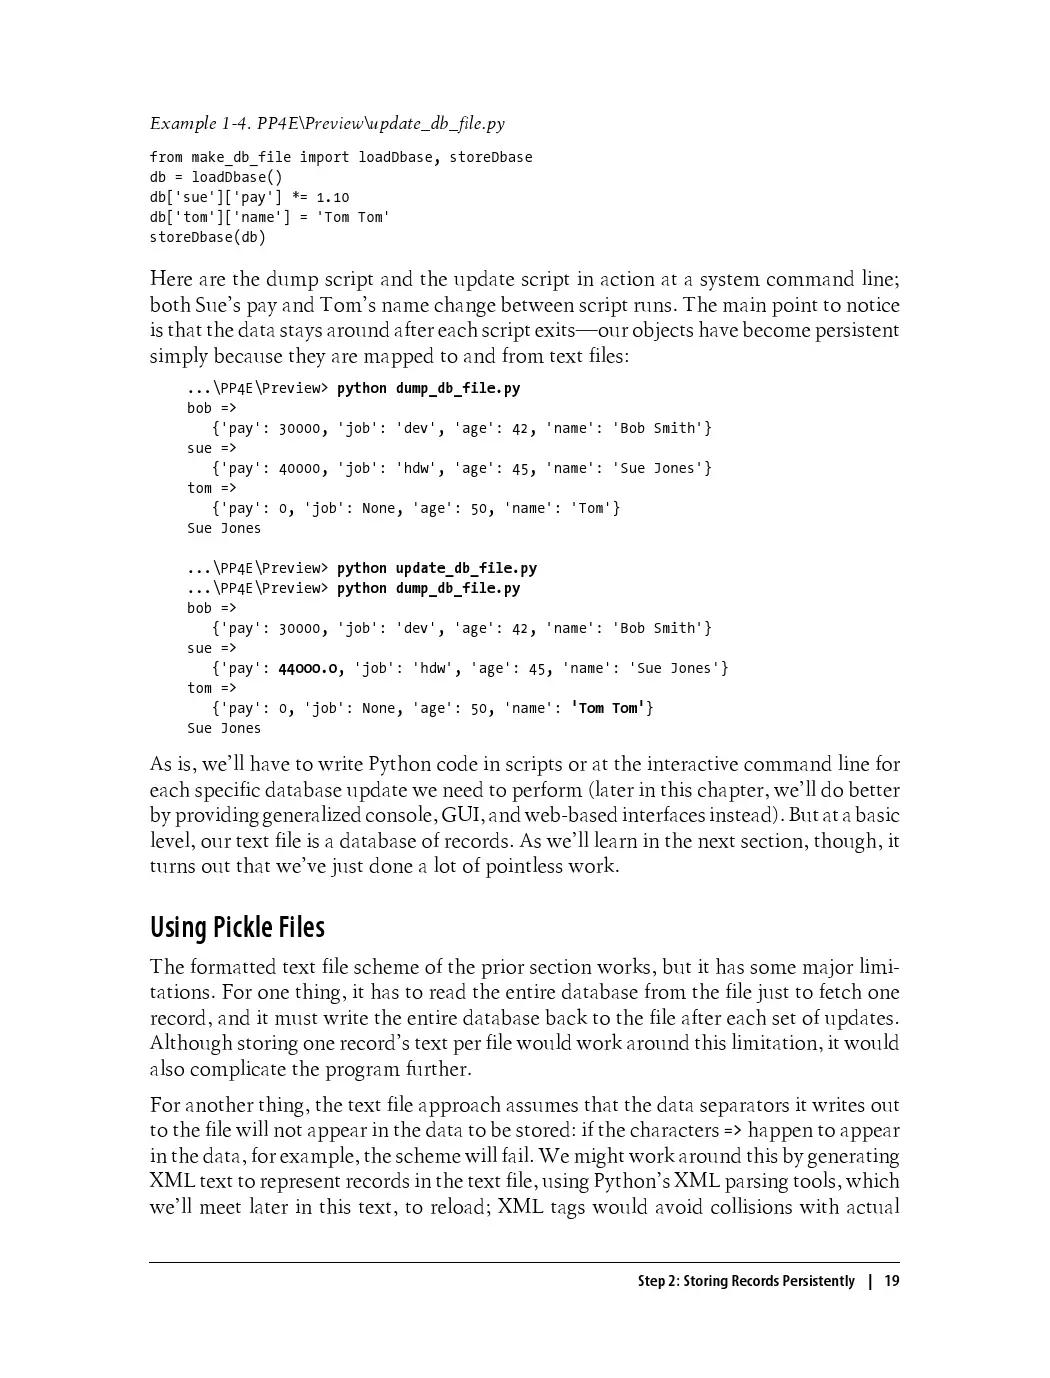 Example 1-4. PP4E\Preview\update_db_file.py
from make_db_file import loadDbase, storeDbase
db = loadDbase()
db['sue']['pay'] *= 1.10
db['tom']['name'] = 'Tom Tom'
storeDbase(db)
Here are the dump script and the update script in action at a system command line;
both Sue’s pay and Tom’s name change between script runs. The main point to notice
is that the data stays around after each script exits—our objects have become persistent
simply because they are mapped to and from text files:
...\PP4E\Preview> python dump_db_file.py
bob =>
   {'pay': 30000, 'job': 'dev', 'age': 42, 'name': 'Bob Smith'}
sue =>
   {'pay': 40000, 'job': 'hdw', 'age': 45, 'name': 'Sue Jones'}
tom =>
   {'pay': 0, 'job': None, 'age': 50, 'name': 'Tom'}
Sue Jones
...\PP4E\Preview> python update_db_file.py
...\PP4E\Preview> python dump_db_file.py
bob =>
   {'pay': 30000, 'job': 'dev', 'age': 42, 'name': 'Bob Smith'}
sue =>
   {'pay': 44000.0, 'job': 'hdw', 'age': 45, 'name': 'Sue Jones'}
tom =>
   {'pay': 0, 'job': None, 'age': 50, 'name': 'Tom Tom'}
Sue Jones
As is, we’ll have to write Python code in scripts or at the interactive command line for
each specific database update we need to perform (later in this chapter, we’ll do better
by providing generalized console, GUI, and web-based interfaces instead). But at a basic
level, our text file is a database of records. As we’ll learn in the next section, though, it
turns out that we’ve just done a lot of pointless work.
Using Pickle Files
The formatted text file scheme of the prior section works, but it has some major limi-
tations. For one thing, it has to read the entire database from the file just to fetch one
record, and it must write the entire database back to the file after each set of updates.
Although storing one record’s text per file would work around this limitation, it would
also complicate the program further.
For another thing, the text file approach assumes that the data separators it writes out
to the file will not appear in the data to be stored: if the characters => happen to appear
in the data, for example, the scheme will fail. We might work around this by generating
XML text to represent records in the text file, using Python’s XML parsing tools, which
we’ll meet later in this text, to reload; XML tags would avoid collisions with actual
Step 2: Storing Records Persistently | 19